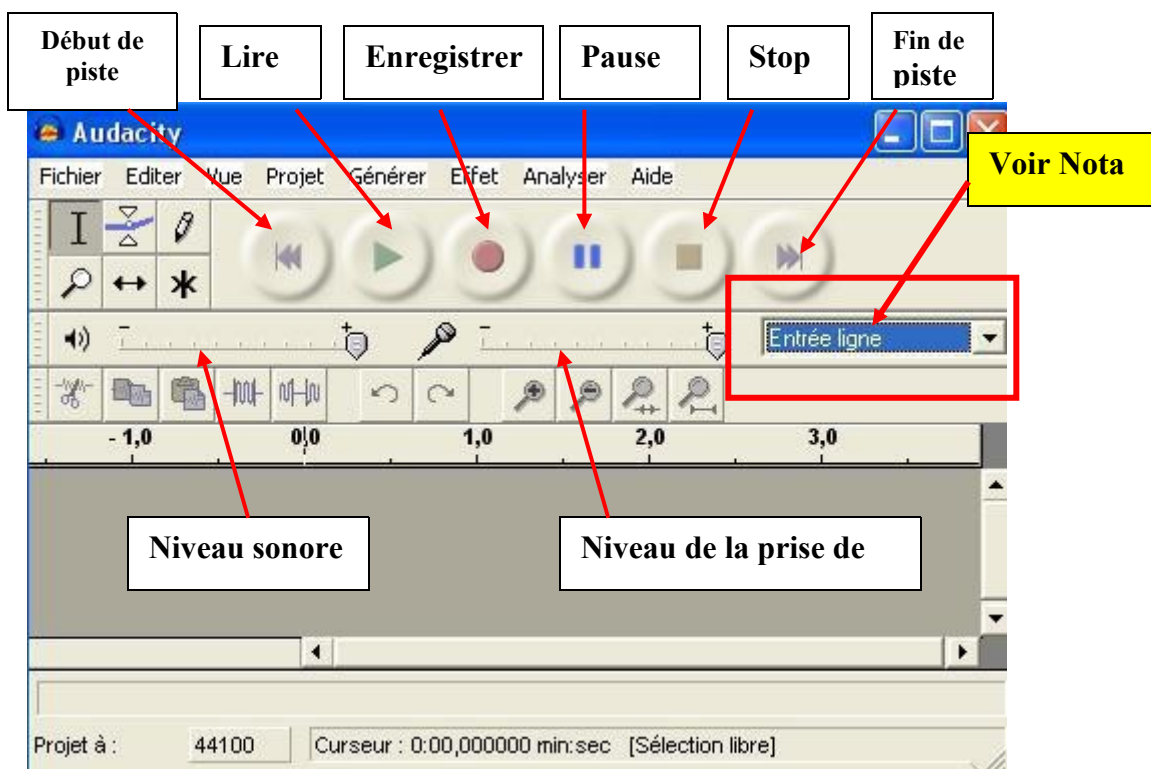 Début de
piste
Lire
Enregistrer
Pause
Stop
Fin de
piste
Audacity
Voir Nota
Fichier Editer Vue Projet Générer Effet Analyser Aide
Entrée ligne
- 1,0 0,0 1,0 2,0 3,0
Niveau sonore
Niveau de la prise de
Projet à : 44100 Curseur : 0:00,000000 min:sec [Sélection libre]